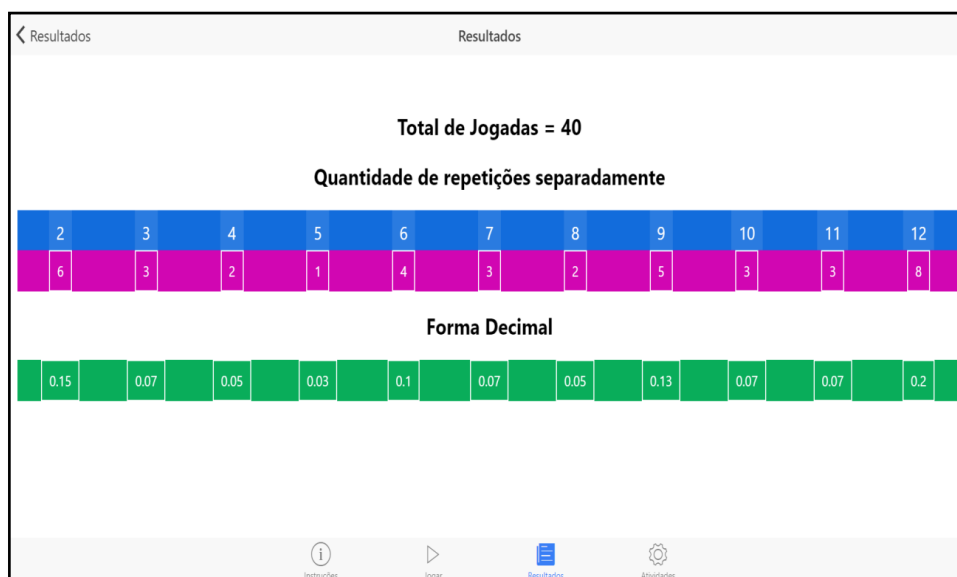 Resultados
Resultados
Total de Jogadas = 40
Quantidade de repetições separadamente
2 3 4 5 6 7 8 9 10 11 12
6 3 2 1 4 3 2 5 3 3 8
Forma Decimal
0.15 0.07 0.05 0.03 0.1 0.07 0.05 0.13 0.07 0.07 0.2
Instruções Jogar Resultados Atividades